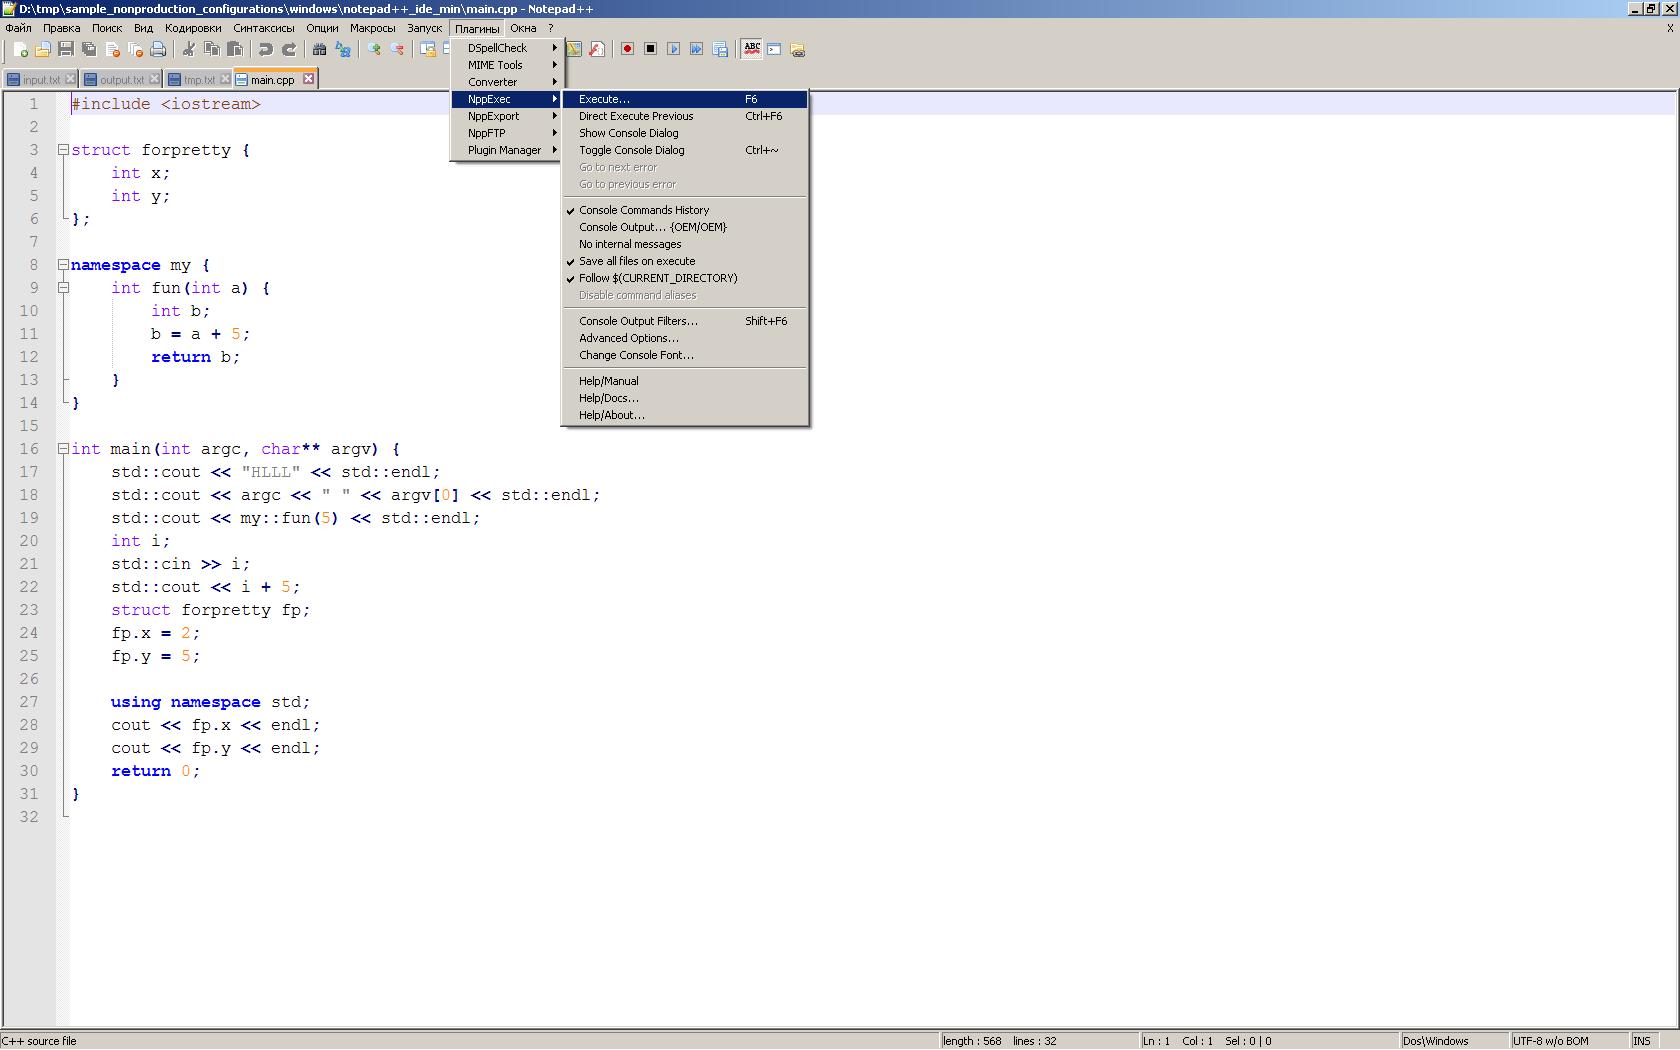 D:\tmp\sample_nonproduction_configurations\windows\notepad++_ide_min\main.cpp - Notepad++
Файл Правка Поиск Вид Кодировки Синтаксисы Опции Макросы Запуск Плагины Окна ? X
ABC
input.txt output.txt tmp.txt main.cpp
DSpellCheck
MIME Tools
Converter
NppExec
NppExport
NppFTP
Plugin Manager
Execute... F6
Direct Execute Previous Ctrl+F6
Show Console Dialog
Toggle Console Dialog Ctrl+~
Go to next error
Go to previous error
Console Commands History
Console Output... {OEM/OEM}
No internal messages
Save all files on execute
Follow $(CURRENT_DIRECTORY)
Disable command aliases
Console Output Filters... Shift+F6
Advanced Options...
Change Console Font...
Help/Manual
Help/Docs...
Help/About...
1 #include <iostream>
2
3 struct forpretty {
4 int x;
5 int y;
6 };
7
8 namespace my {
9 int fun(int a) {
10 int b;
11 b = a + 5;
12 return b;
13 }
14 }
15
16 int main(int argc, char** argv) {
17 std::cout << "HLLL" << std::endl;
18 std::cout << argc << " " << argv[0] << std::endl;
19 std::cout << my::fun(5) << std::endl;
20 int i;
21 std::cin >> i;
22 std::cout << i + 5;
23 struct forpretty fp;
24 fp.x = 2;
25 fp.y = 5;
26
27 using namespace std;
28 cout << fp.x << endl;
29 cout << fp.y << endl;
30 return 0;
31 }
32
C++ source file length : 568 lines : 32 Ln : 1 Col : 1 Sel : 0 | 0 Dos\Windows UTF-8 w/o BOM INS